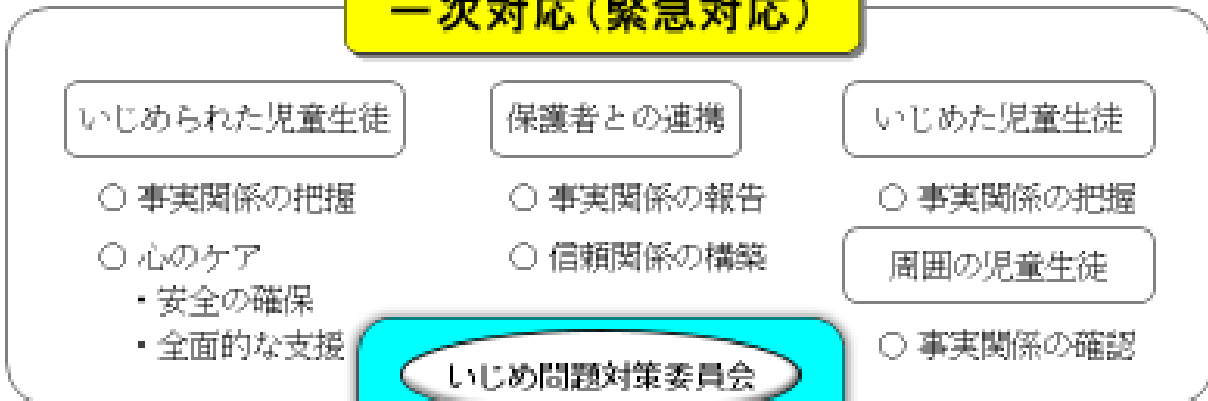 一次対応(緊急対応)
いじめられた児童生徒
○ 事実関係の把握
○ 心のケア
・安全の確保
・全面的な支援
保護者との連携
○ 事実関係の報告
○ 信頼関係の構築
いじめた児童生徒
○ 事実関係の把握
周囲の児童生徒
○ 事実関係の確認
いじめ問題対策委員会